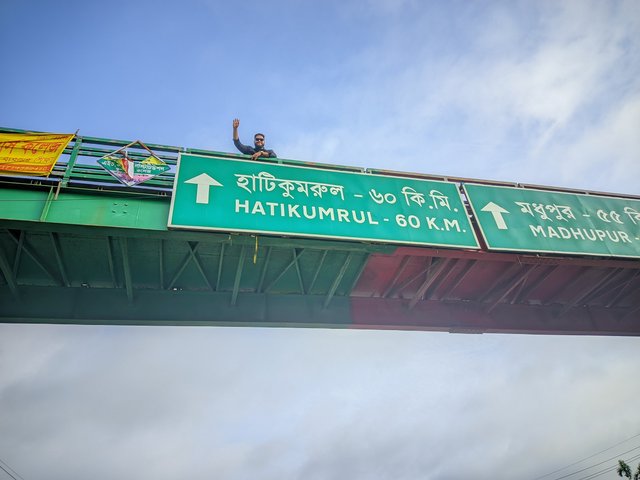 হাটিকুমরুল - ৬০ কি.মি.
HATIKUMRUL - 60 K.M.
মধুপুর - ৫৫
MADHUPUR